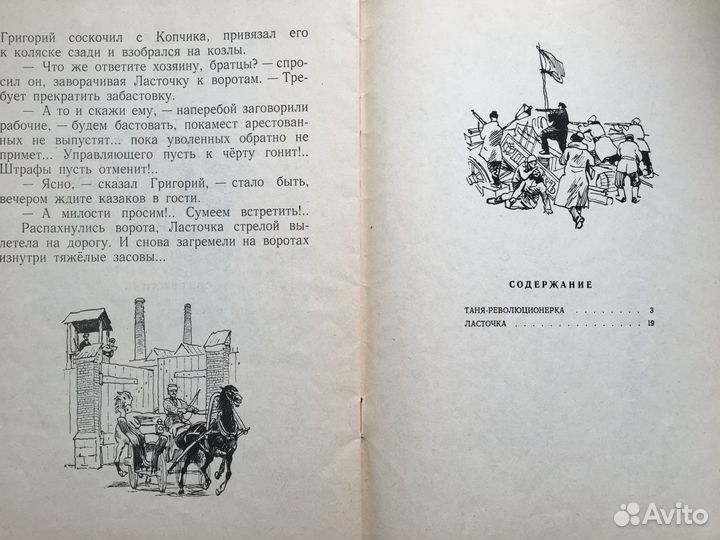 Григорий соскочил с Копчика, привязал его
к коляске сзади и взобрался на козлы.
— Что же ответите хозяину, братцы? — спро-
сил он, заворачивая Ласточку к воротам. — Тре-
бует прекратить забастовку.
— А то и скажи ему, — наперебой заговорили
рабочие, — будем бастовать, покамест арестован-
ных не выпустят... пока уволенных обратно не
примет... Управляющего пусть к чёрту гонит!..
Штрафы пусть отменит!..
— Ясно, — сказал Григорий, — стало быть,
вечером ждите казаков в гости.
— А милости просим!.. Сумеем встретить!..
Распахнулись ворота, Ласточка стрелой вы-
летела на дорогу. И снова загремели на воротах
изнутри тяжёлые засовы...
СОДЕРЖАНИЕ
ТАНЯ-РЕВОЛЮЦИОНЕРКА . . . . . . . . 3
ЛАСТОЧКА . . . . . . . . . . . . . . . 19
Avito